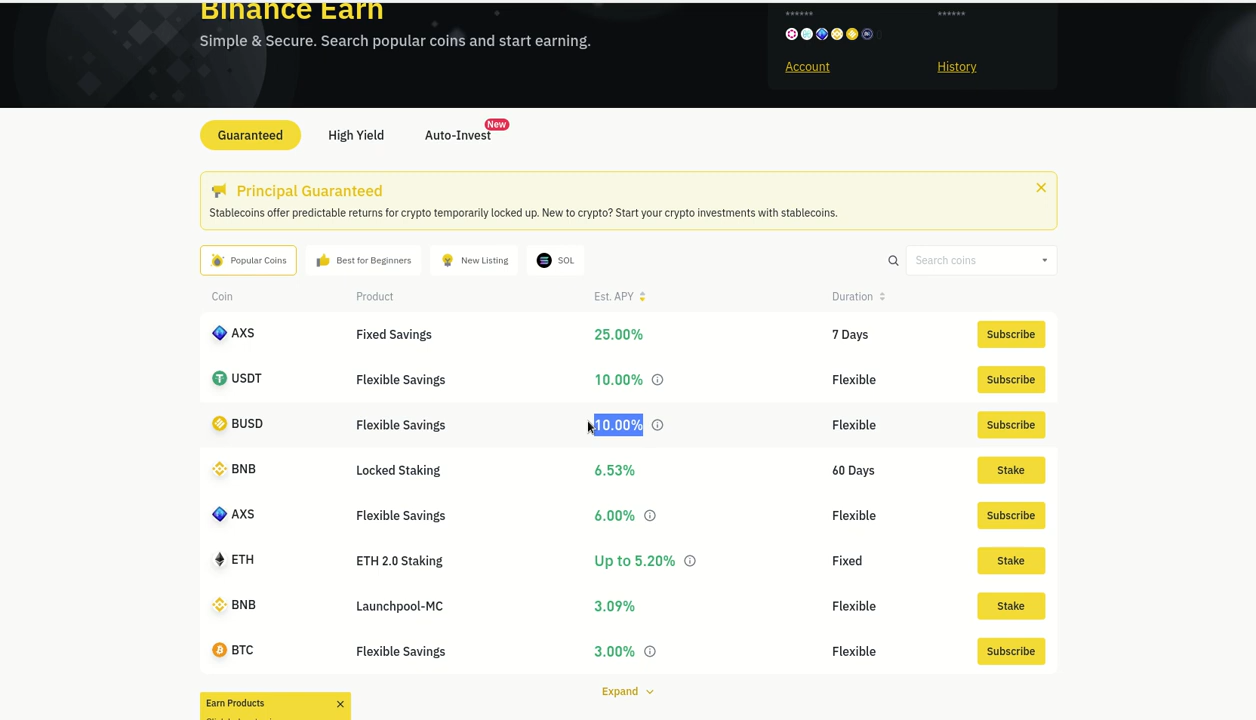 Binance Earn
Simple & Secure. Search popular coins and start earning.
****** ******
Account History
Guaranteed High Yield Auto-Invest New
Principal Guaranteed
Stablecoins offer predictable returns for crypto temporarily locked up. New to crypto? Start your crypto investments with stablecoins.
Popular Coins Best for Beginners New Listing SOL Search coins
Coin Product Est. APY Duration
AXS Fixed Savings 25.00% 7 Days Subscribe
USDT Flexible Savings 10.00% Flexible Subscribe
BUSD Flexible Savings 10.00% Flexible Subscribe
BNB Locked Staking 6.53% 60 Days Stake
AXS Flexible Savings 6.00% Flexible Subscribe
ETH ETH 2.0 Staking Up to 5.20% Fixed Stake
BNB Launchpool-MC 3.09% Flexible Stake
BTC Flexible Savings 3.00% Flexible Subscribe
Expand
Earn Products